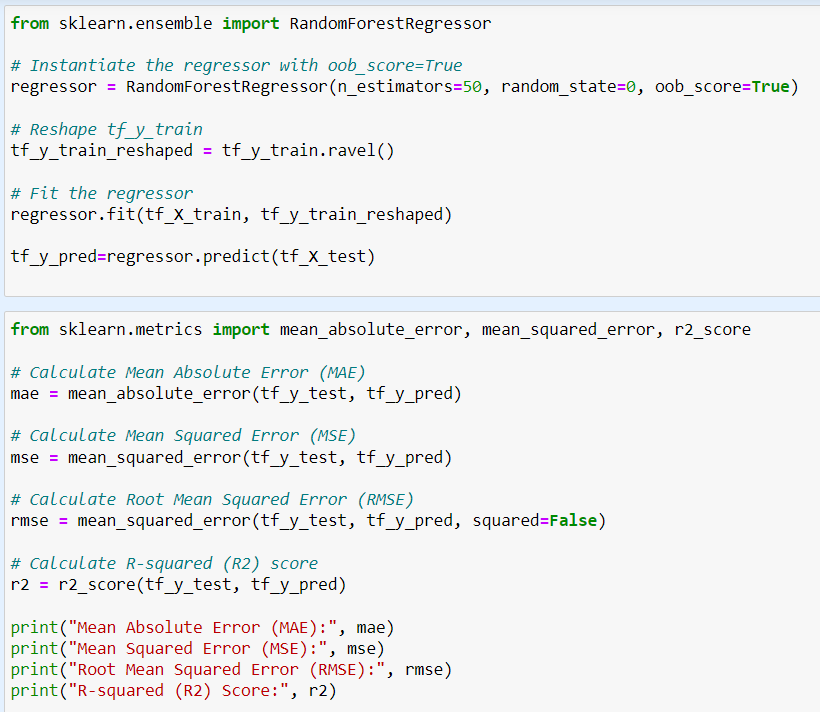 from sklearn.ensemble import RandomForestRegressor
# Instantiate the regressor with oob_score=True
regressor = RandomForestRegressor(n_estimators=50, random_state=0, oob_score=True)
# Reshape tf_y_train
tf_y_train_reshaped = tf_y_train.ravel()
# Fit the regressor
regressor.fit(tf_X_train, tf_y_train_reshaped)
tf_y_pred=regressor.predict(tf_X_test)
from sklearn.metrics import mean_absolute_error, mean_squared_error, r2_score
# Calculate Mean Absolute Error (MAE)
mae = mean_absolute_error(tf_y_test, tf_y_pred)
# Calculate Mean Squared Error (MSE)
mse = mean_squared_error(tf_y_test, tf_y_pred)
# Calculate Root Mean Squared Error (RMSE)
rmse = mean_squared_error(tf_y_test, tf_y_pred, squared=False)
# Calculate R-squared (R2) score
r2 = r2_score(tf_y_test, tf_y_pred)
print("Mean Absolute Error (MAE):", mae)
print("Mean Squared Error (MSE):", mse)
print("Root Mean Squared Error (RMSE):", rmse)
print("R-squared (R2) Score:", r2)